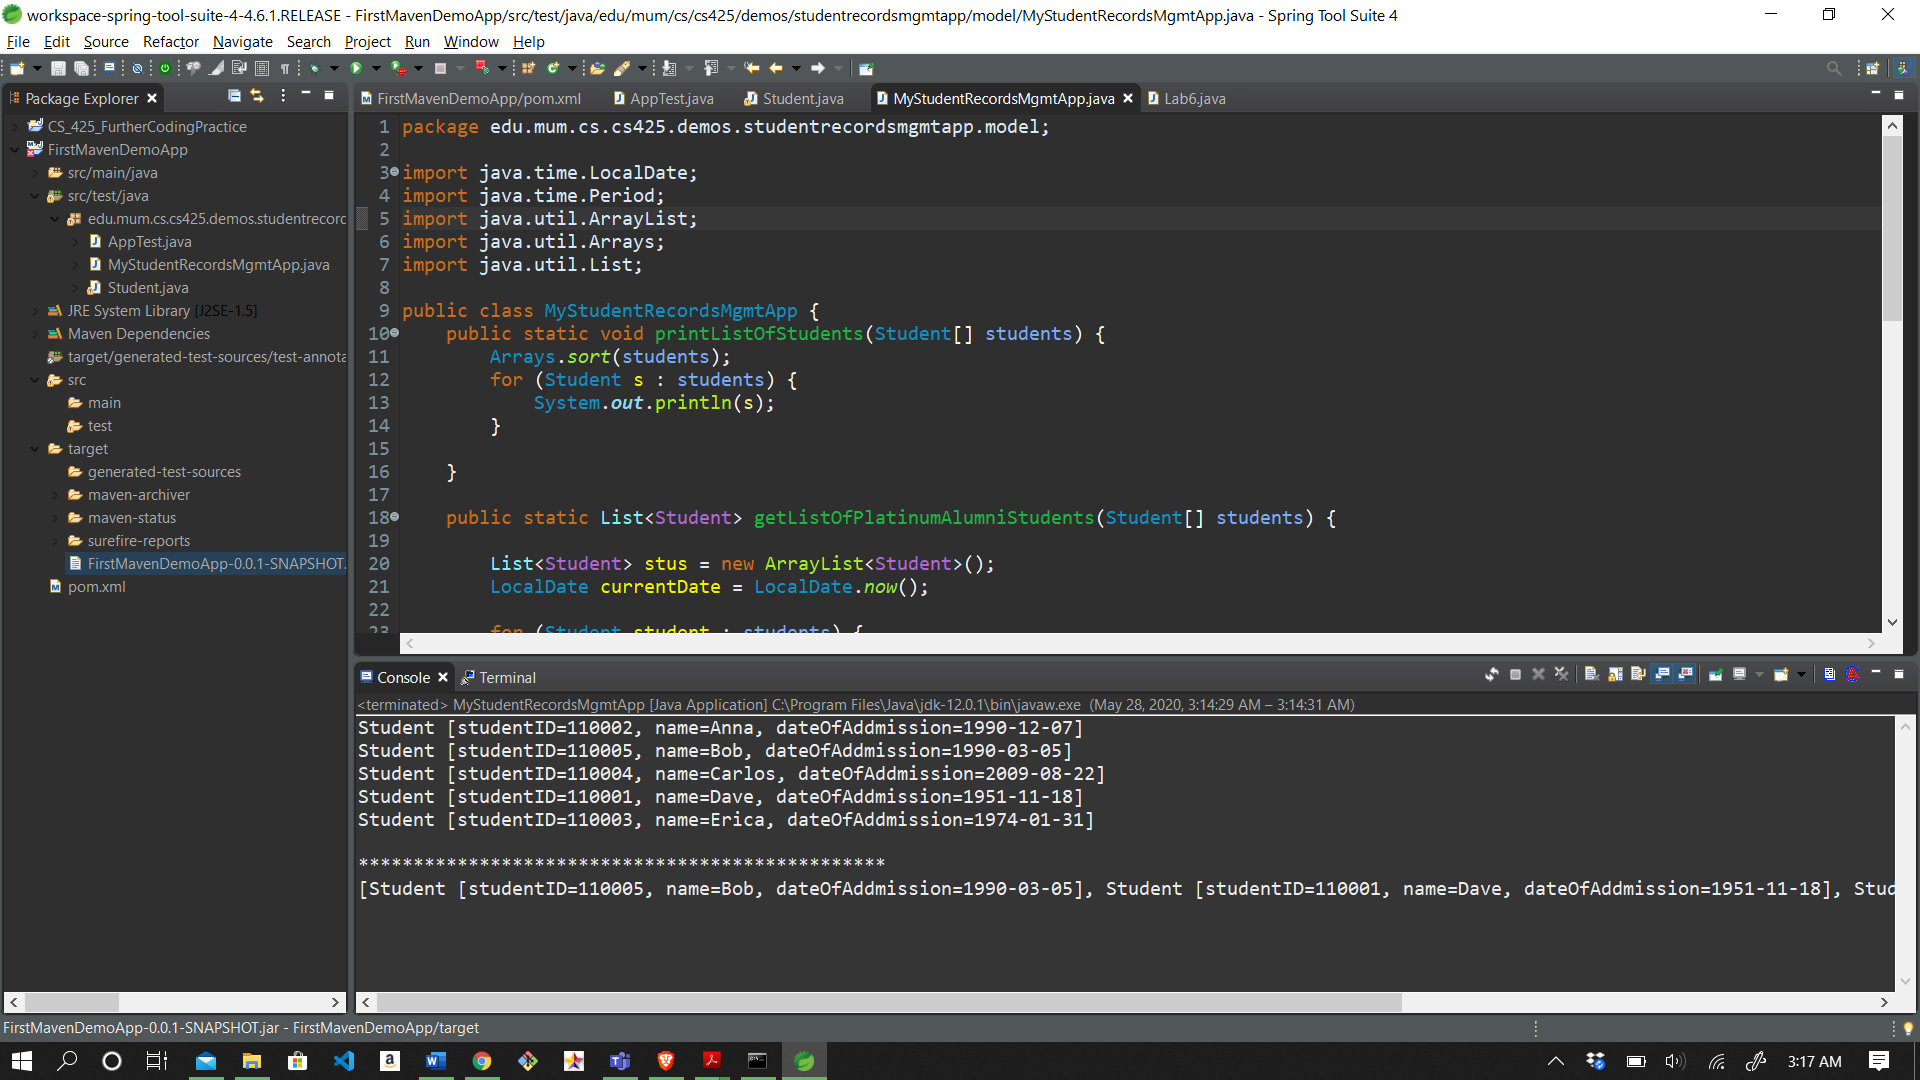 workspace-spring-tool-suite-4-4.6.1.RELEASE - FirstMavenDemoApp/src/test/java/edu/mum/cs/cs425/demos/studentrecordsmgmtapp/model/MyStudentRecordsMgmtApp.java - Spring Tool Suite 4
File Edit Source Refactor Navigate Search Project Run Window Help
Package Explorer
CS_425_FurtherCodingPractice
FirstMavenDemoApp
src/main/java
src/test/java
edu.mum.cs.cs425.demos.studentrecord
AppTest.java
MyStudentRecordsMgmtApp.java
Student.java
JRE System Library [J2SE-1.5]
Maven Dependencies
target/generated-test-sources/test-annota
src
main
test
target
generated-test-sources
maven-archiver
maven-status
surefire-reports
FirstMavenDemoApp-0.0.1-SNAPSHOT.
pom.xml
FirstMavenDemoApp/pom.xml AppTest.java Student.java MyStudentRecordsMgmtApp.java Lab6.java
1 package edu.mum.cs.cs425.demos.studentrecordsmgmtapp.model;
2
3 import java.time.LocalDate;
4 import java.time.Period;
5 import java.util.ArrayList;
6 import java.util.Arrays;
7 import java.util.List;
8
9 public class MyStudentRecordsMgmtApp {
10 public static void printListOfStudents(Student[] students) {
11 Arrays.sort(students);
12 for (Student s : students) {
13 System.out.println(s);
14 }
15
16 }
17
18 public static List<Student> getListOfPlatinumAlumniStudents(Student[] students) {
19
20 List<Student> stus = new ArrayList<Student>();
21 LocalDate currentDate = LocalDate.now();
22
23 for (Student student : students) {
Console Terminal
<terminated> MyStudentRecordsMgmtApp [Java Application] C:\Program Files\Java\jdk-12.0.1\bin\javaw.exe (May 28, 2020, 3:14:29 AM – 3:14:31 AM)
Student [studentID=110002, name=Anna, dateOfAddmission=1990-12-07]
Student [studentID=110005, name=Bob, dateOfAddmission=1990-03-05]
Student [studentID=110004, name=Carlos, dateOfAddmission=2009-08-22]
Student [studentID=110001, name=Dave, dateOfAddmission=1951-11-18]
Student [studentID=110003, name=Erica, dateOfAddmission=1974-01-31]
************************************************
[Student [studentID=110005, name=Bob, dateOfAddmission=1990-03-05], Student [studentID=110001, name=Dave, dateOfAddmission=1951-11-18], Stud
FirstMavenDemoApp-0.0.1-SNAPSHOT.jar - FirstMavenDemoApp/target
3:17 AM